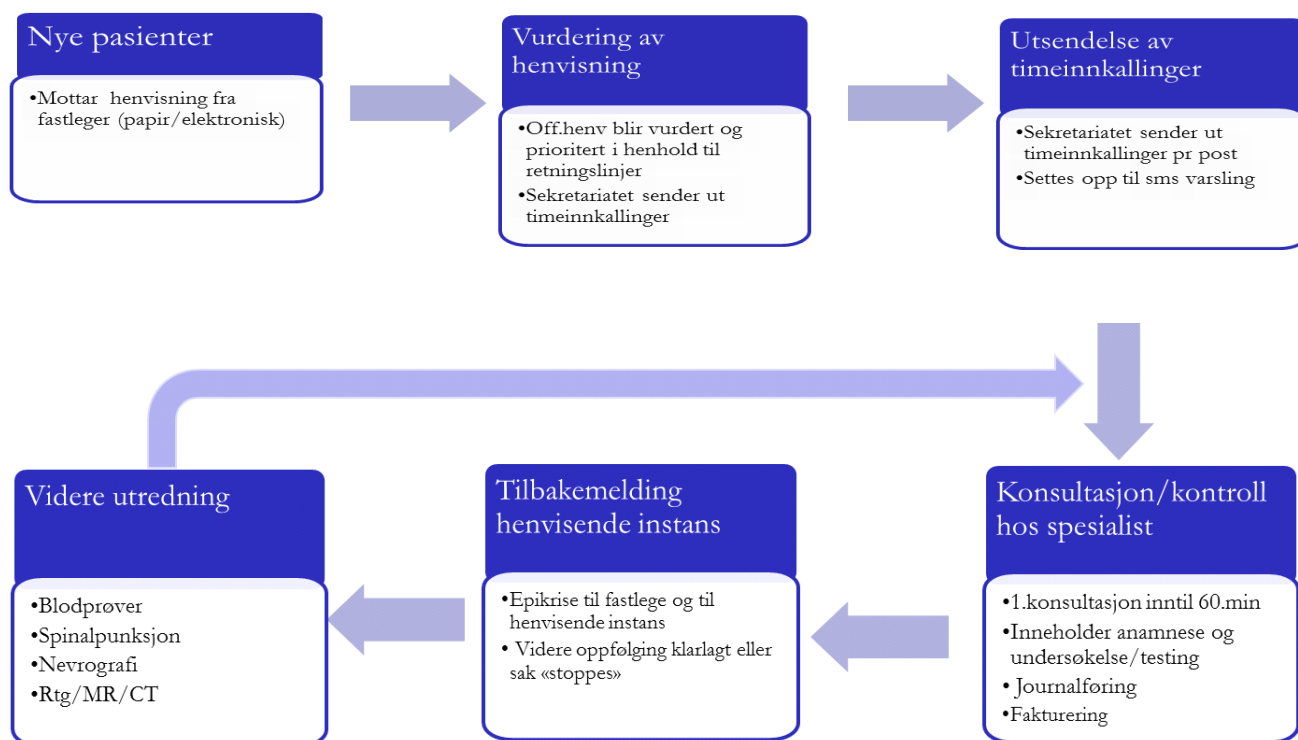 Nye pasienter
•Mottar henvisning fra
fastleger (papir/elektronisk)
Vurdering av
henvisning
•Off.henv blir vurdert og
prioritert i henhold til
retningslinjer
•Sekretariatet sender ut
timeinnkallinger
Utsendelse av
timeinnkallinger
•Sekretariatet sender ut
timeinnkallinger pr post
•Settes opp til sms varsling
Videre utredning
•Blodprøver
•Spinalpunksjon
•Nevrografi
•Rtg/MR/CT
Tilbakemelding
henvisende instans
•Epikrise til fastlege og til
henvisende instans
• Videre oppfølging klarlagt eller
sak «stoppes»
Konsultasjon/kontroll
hos spesialist
•1.konsultasjon inntil 60.min
•Inneholder anamnese og
undersøkelse/testing
• Journalføring
•Fakturering